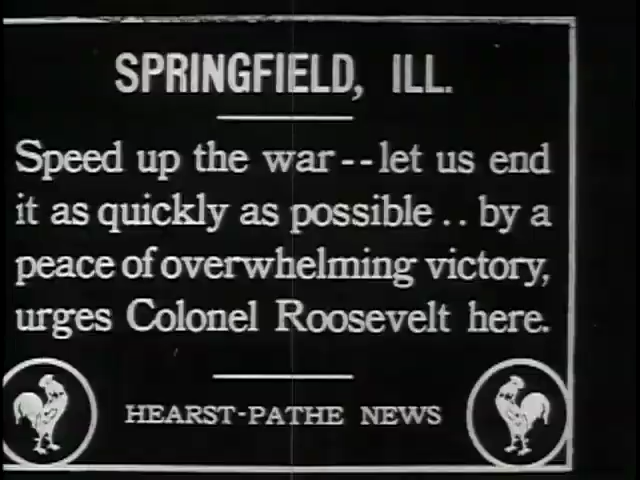 SPRINGFIELD, ILL.
Speed up the war--let us end
it as quickly as possible.. by a
peace of overwhelming victory,
urges Colonel Roosevelt here.
HEARST-PATHE NEWS